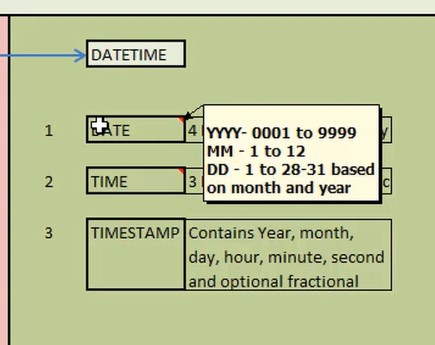 DATETIME
1 DATE 4
YYYY- 0001 to 9999
MM - 1 to 12
DD - 1 to 28-31 based
on month and year
2 TIME 3
3 TIMESTAMP Contains Year, month,
day, hour, minute, second
and optional fractional